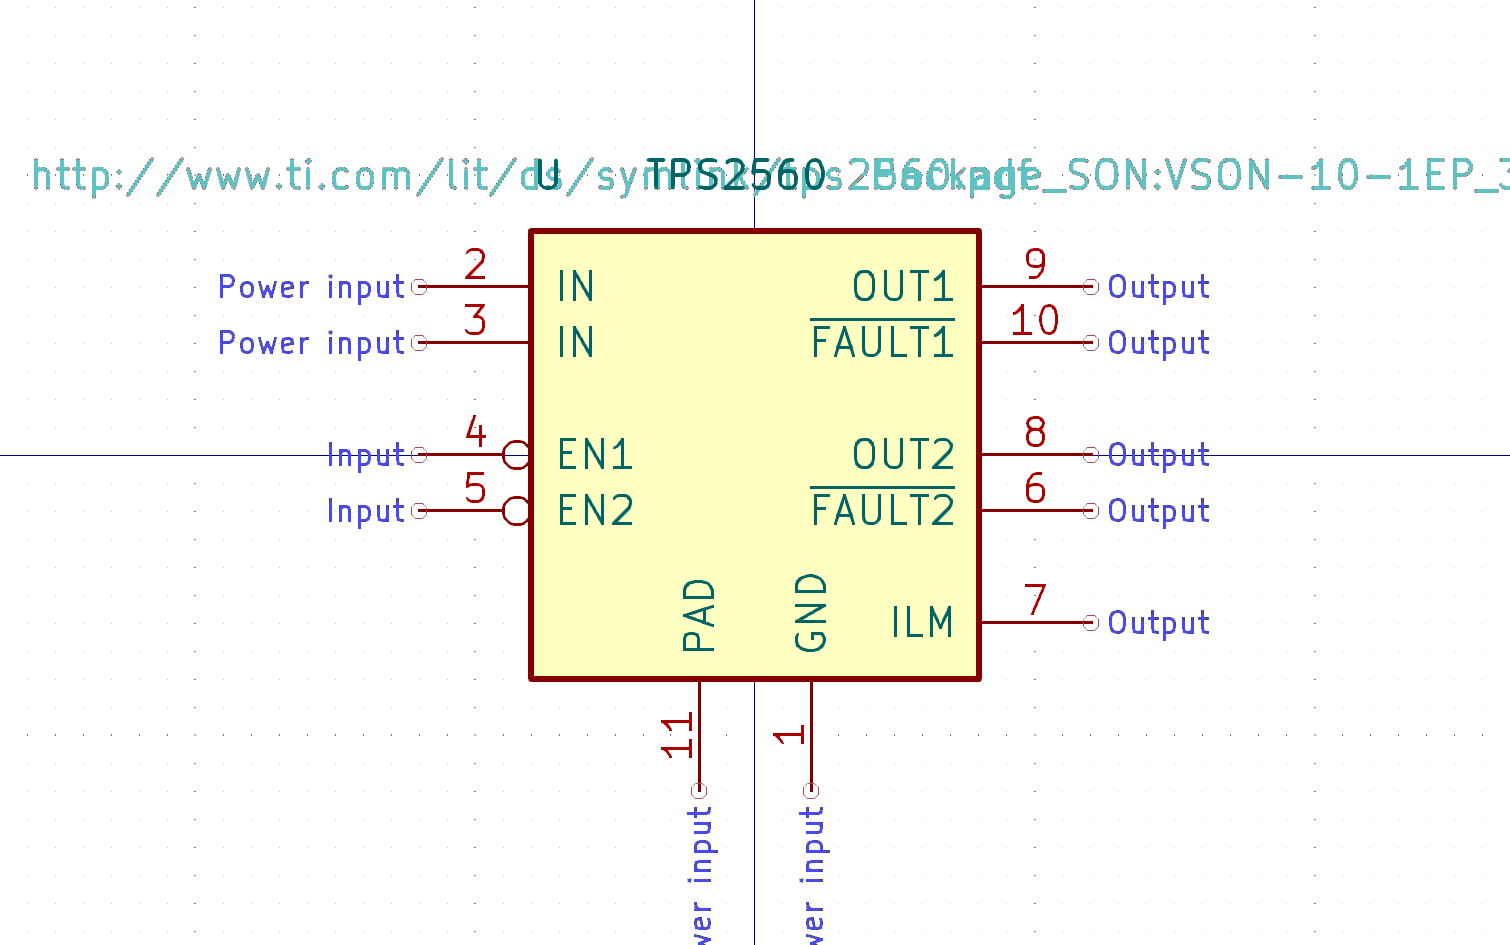 http://www.ti.com/lit/ds/symlink/tps2560.pdf
U TPS2560 Package_SON:VSON-10-1EP_3
Power input 2 IN OUT1 9 Output
Power input 3 IN FAULT1 10 Output
Input 4 EN1 OUT2 8 Output
Input 5 EN2 FAULT2 6 Output
PAD GND ILM 7 Output
11 1
wer input wer input